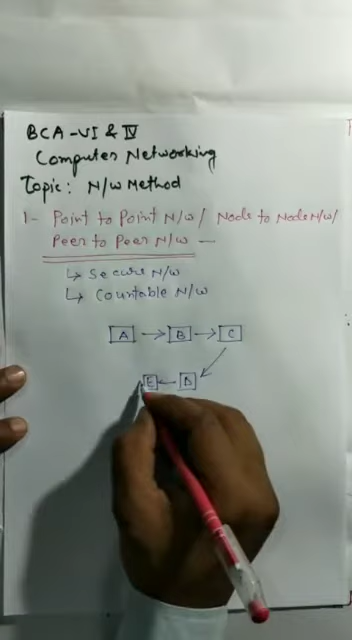 BCA-VI & IV
Computer Networking
Topic: N/w Method
1- Point to Point N/w/ Node to Node N/w/
Peer to Peer N/w —
↳ Secure N/w
↳ Countable N/w
A → B → C
E ← D